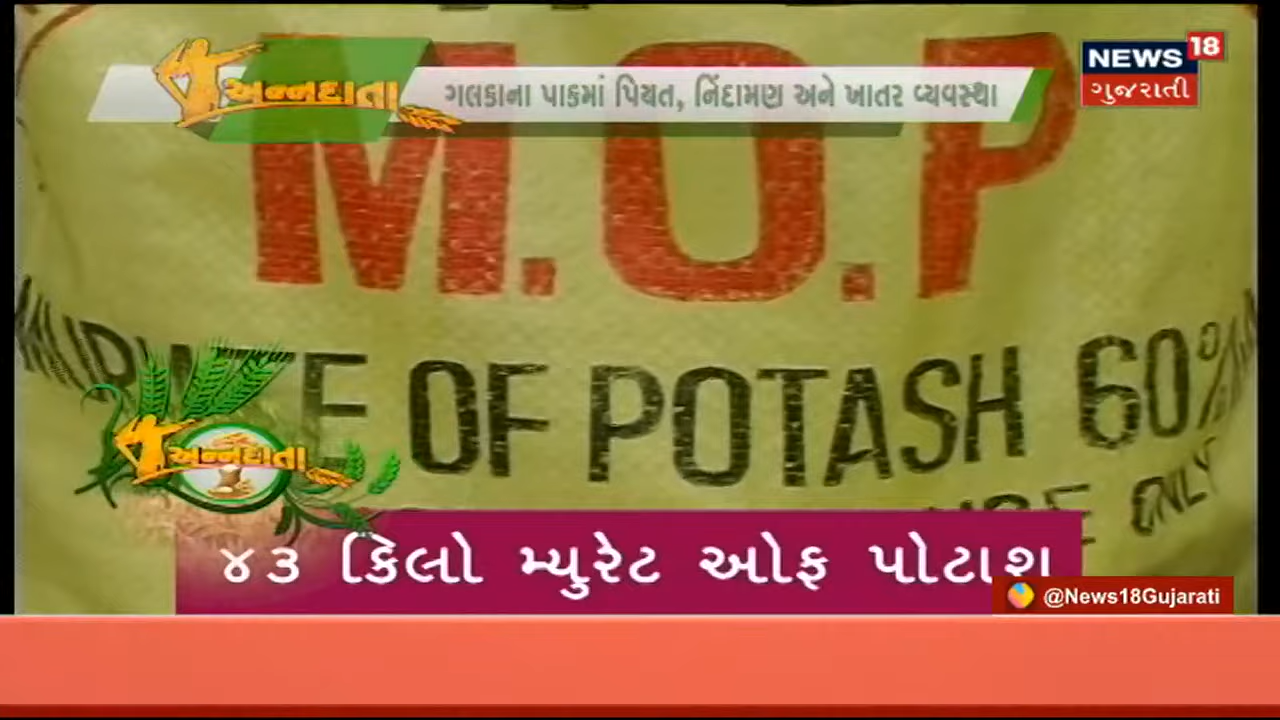 M.O.P
અન્નદાતા
ગલકાના પાકમાં પિયત, નિંદામણ અને ખાતર વ્યવસ્થા
NEWS 18
ગુજરાતી
OF POTASH 60%
અન્નદાતા
ONLY
૪૩ કિલો મ્યુરેટ ઓફ પોટાશ
@News18Gujarati